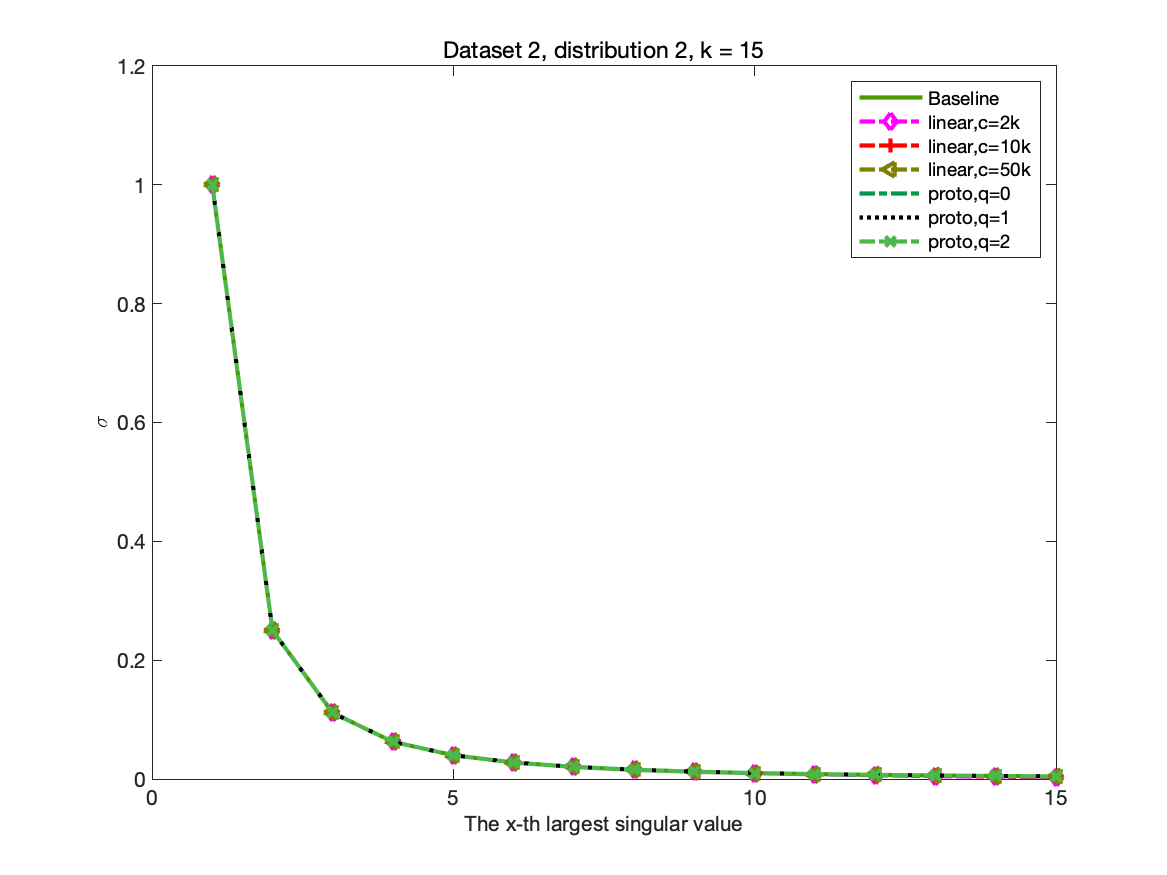 Dataset 2, distribution 2, k = 15
1.2
1
0.8
0.6
0.4
0.2
0
σ
Baseline
linear,c=2k
linear,c=10k
linear,c=50k
proto,q=0
proto,q=1
proto,q=2
0 5 10 15
The x-th largest singular value